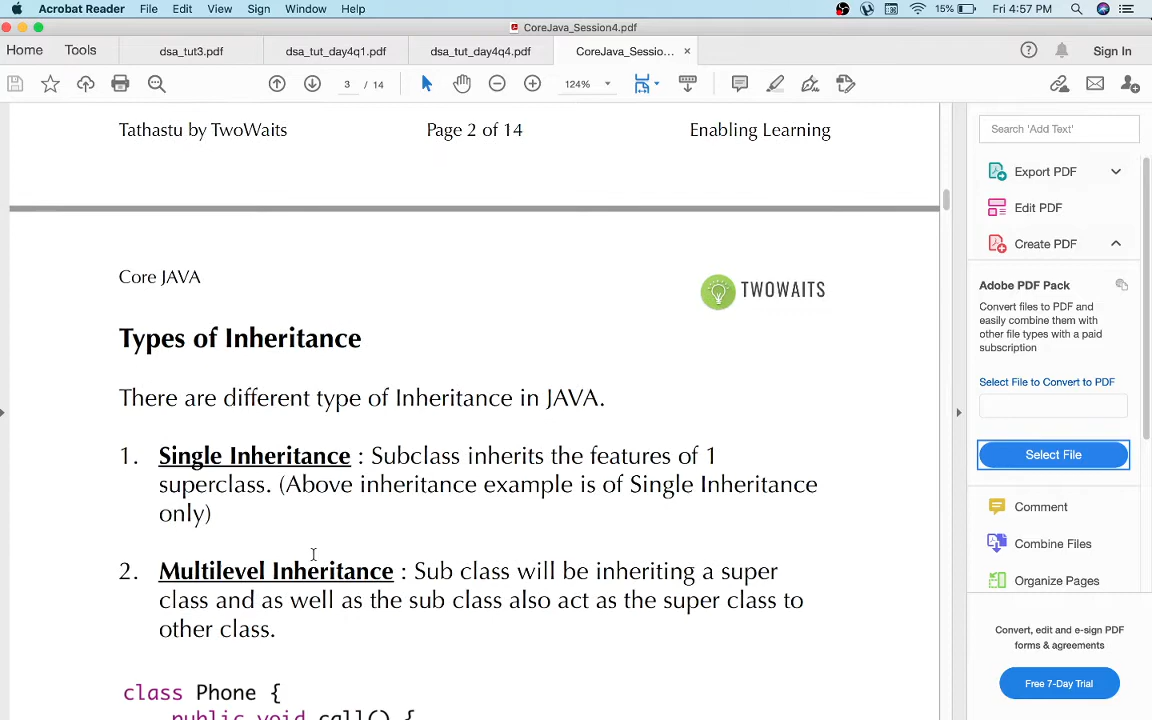 Acrobat Reader File Edit View Sign Window Help 15% Fri 4:57 PM
CoreJava_Session4.pdf
Home Tools dsa_tut3.pdf dsa_tut_day4q1.pdf dsa_tut_day4q4.pdf CoreJava_Sessio... × Sign In
3 / 14 124%
Tathastu by TwoWaits Page 2 of 14 Enabling Learning
Core JAVA
TWOWAITS
Types of Inheritance
There are different type of Inheritance in JAVA.
1. Single Inheritance : Subclass inherits the features of 1
superclass. (Above inheritance example is of Single Inheritance
only)
2. Multilevel Inheritance : Sub class will be inheriting a super
class and as well as the sub class also act as the super class to
other class.
class Phone {
public void call() {
Search 'Add Text'
Export PDF
Edit PDF
Create PDF
Adobe PDF Pack
Convert files to PDF and
easily combine them with
other file types with a paid
subscription
Select File to Convert to PDF
Select File
Comment
Combine Files
Organize Pages
Convert, edit and e-sign PDF
forms & agreements
Free 7-Day Trial